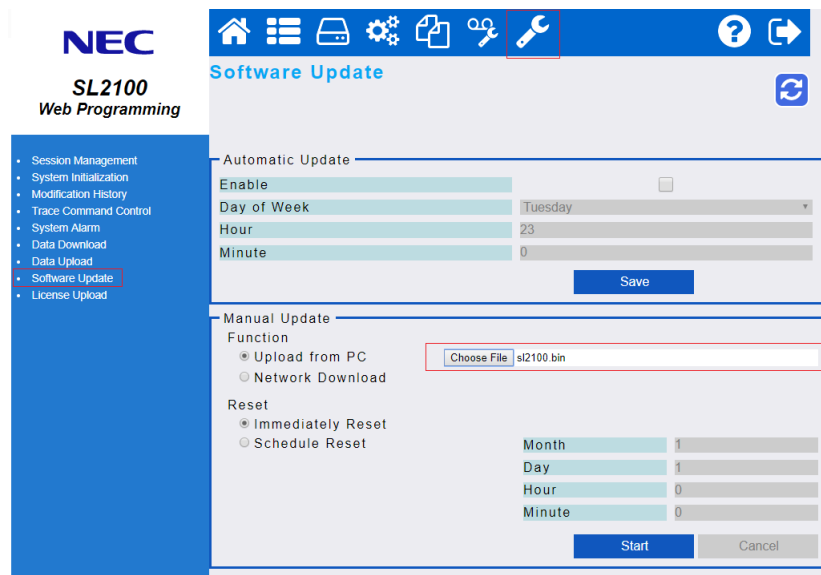 NEC
SL2100
Web Programming
Session Management
System Initialization
Modification History
Trace Command Control
System Alarm
Data Download
Data Upload
Software Update
License Upload
?
Software Update
Automatic Update
Enable
Day of Week Tuesday
Hour 23
Minute 0
Save
Manual Update
Function
Upload from PC Choose File sl2100.bin
Network Download
Reset
Immediately Reset
Schedule Reset
Month 1
Day 1
Hour 0
Minute 0
Start Cancel